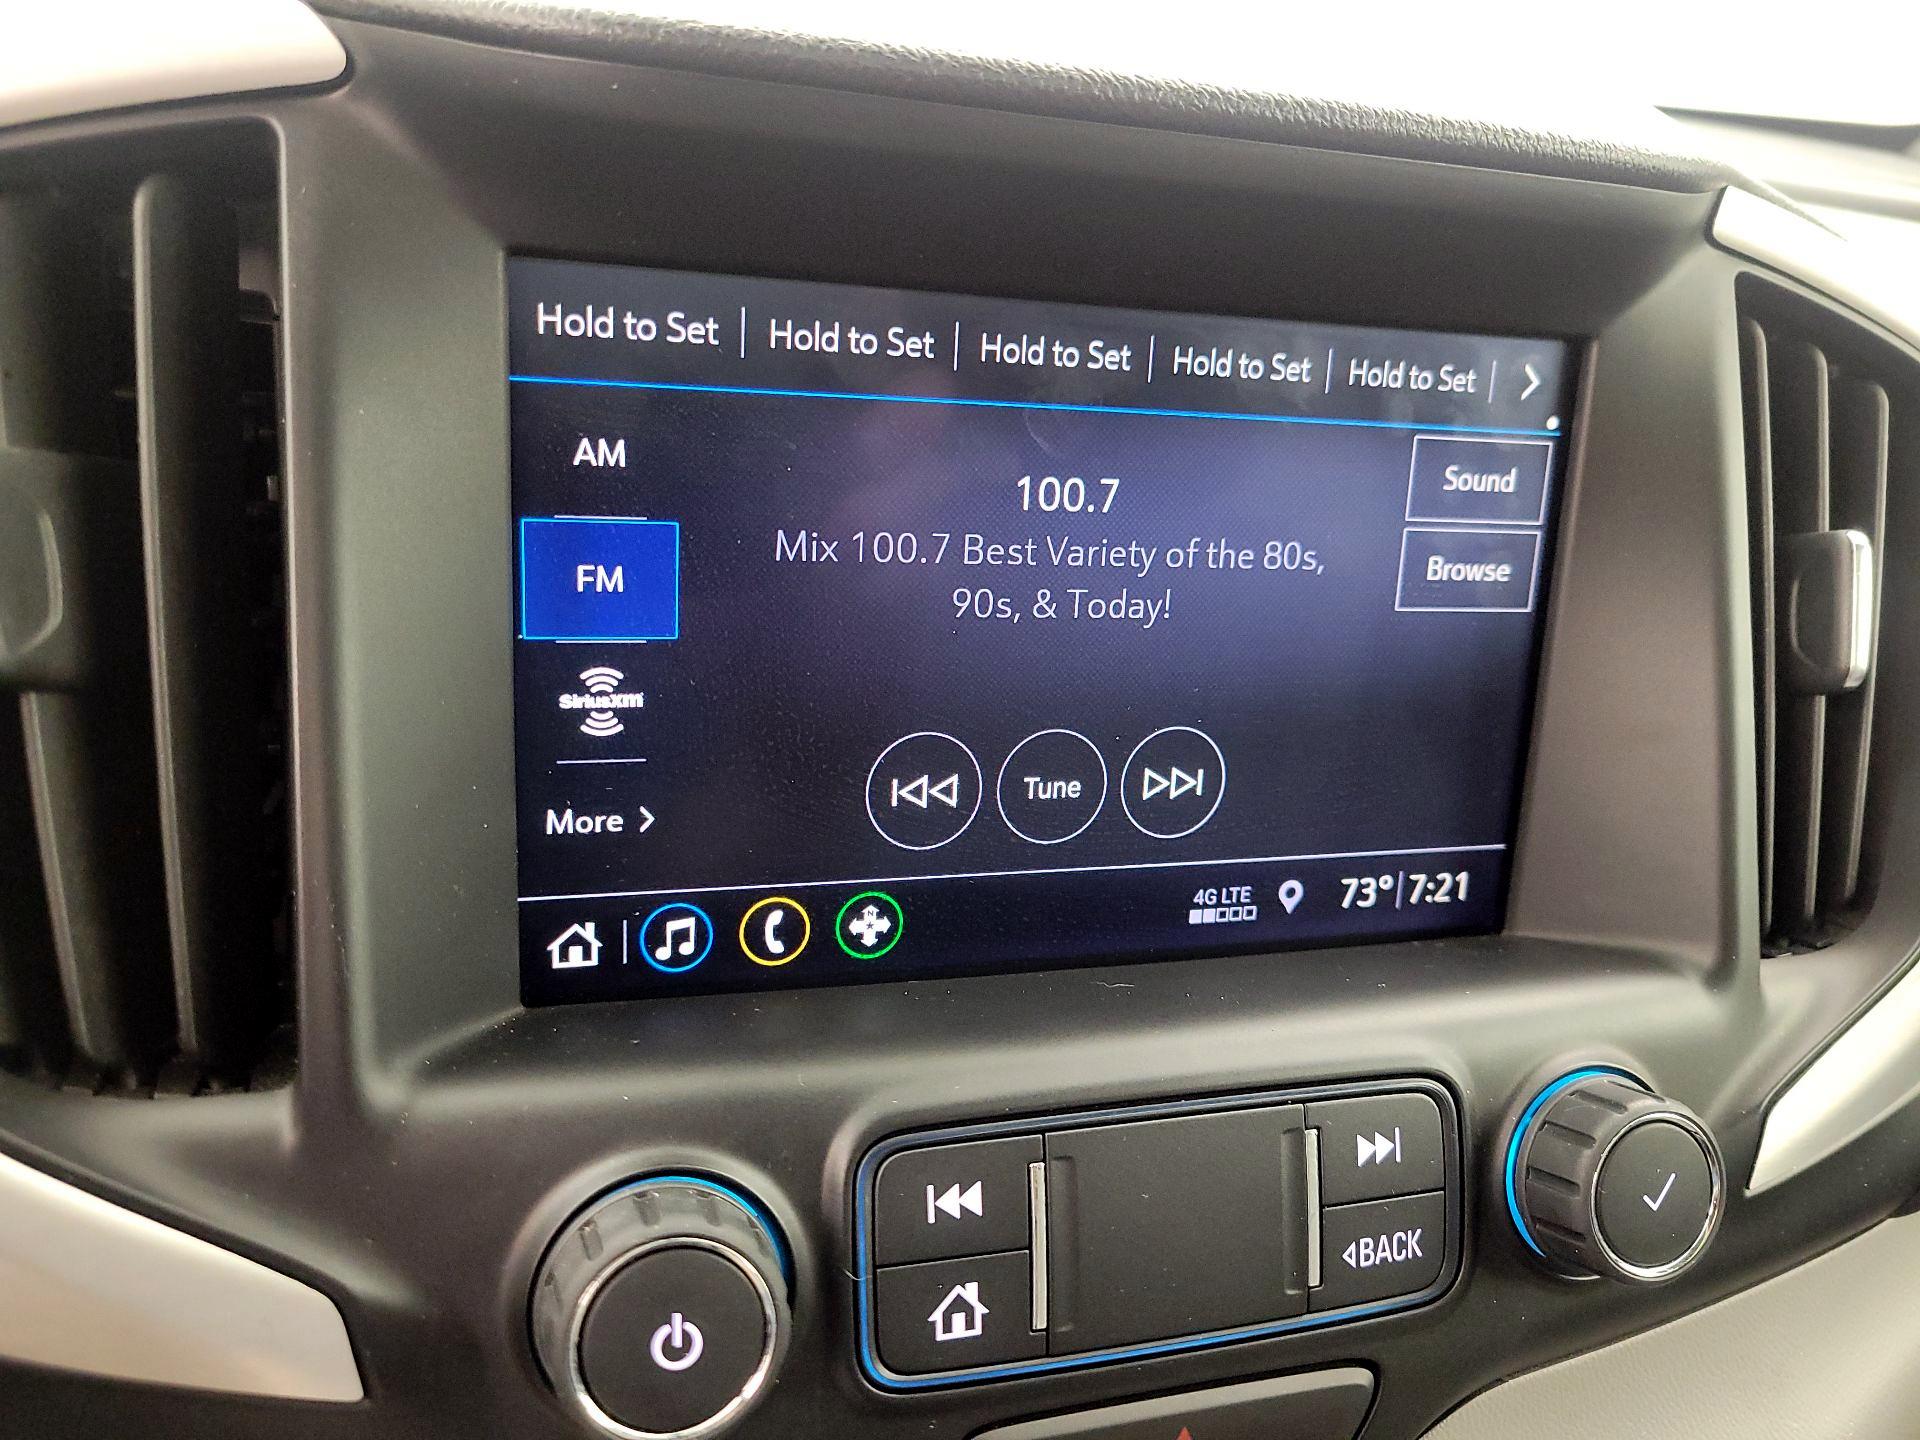 Hold to Set | Hold to Set | Hold to Set | Hold to Set | Hold to Set |
AM
FM
SiriusXM
More
100.7
Mix 100.7 Best Variety of the 80s,
90s, & Today!
Sound
Browse
Tune
4G LTE
73°|7:21
BACK